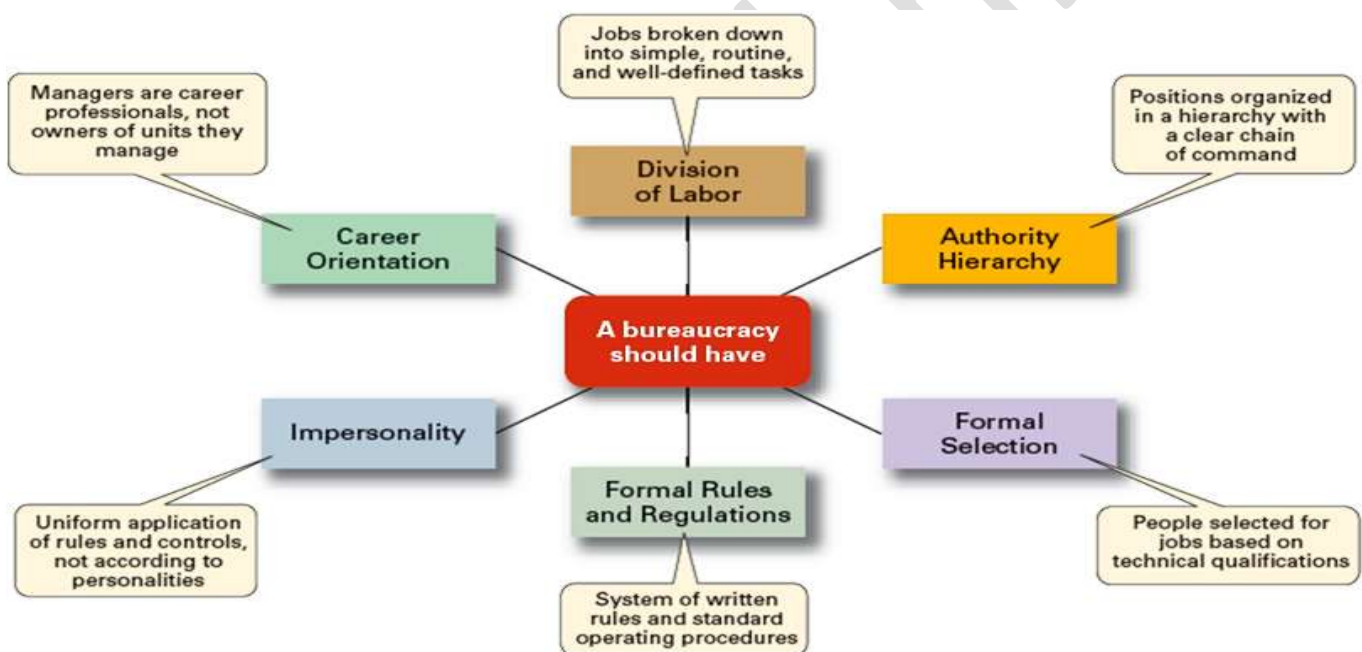 Jobs broken down
into simple, routine,
and well-defined tasks
Division
of Labor
Managers are career
professionals, not
owners of units they
manage
Career
Orientation
Positions organized
in a hierarchy with
a clear chain
of command
Authority
Hierarchy
A bureaucracy
should have
Impersonality
Uniform application
of rules and controls,
not according to
personalities
Formal Rules
and Regulations
System of written
rules and standard
operating procedures
Formal
Selection
People selected for
jobs based on
technical qualifications